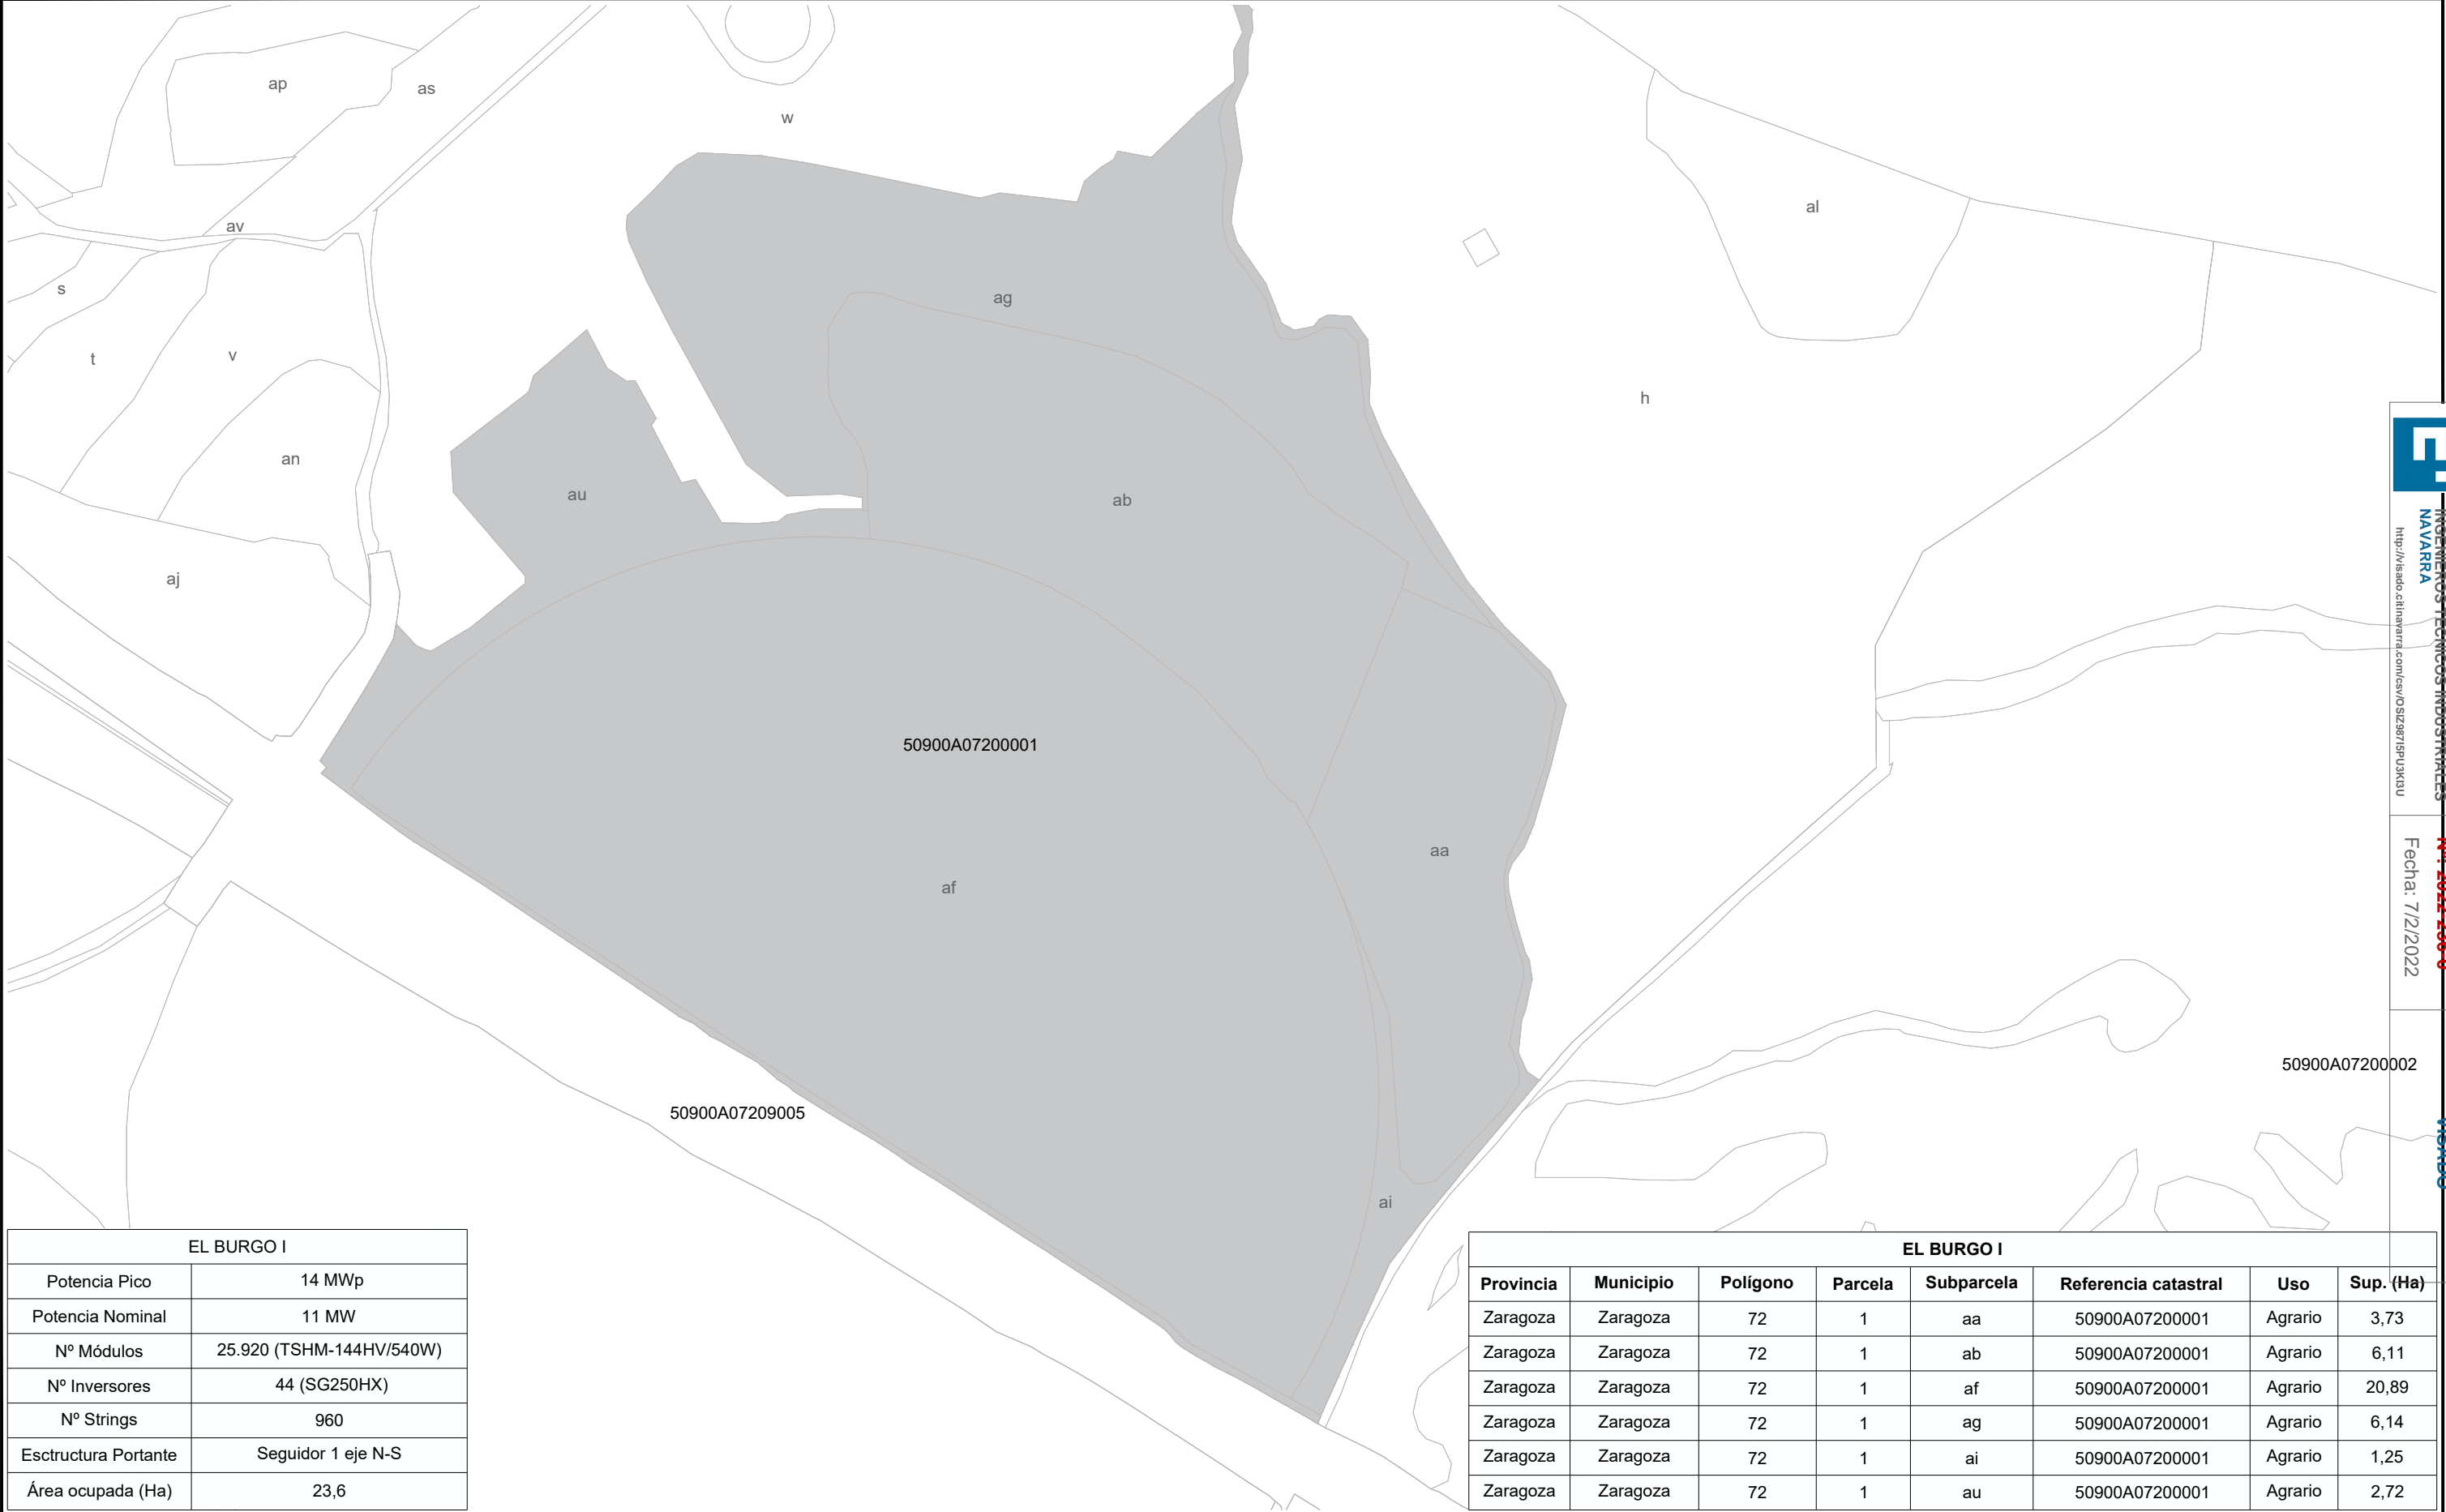 ap
as
w
av
al
s
ag
t
v
h
an
au
ab
aj
50900A07200001
aa
af
50900A07200002
50900A07209005
ai
INGENIEROS TECNICOS INDUSTRIALES
NAVARRA
http://visado.citinavarra.com/csv/OSIZ987I5PU3KI3U
Fecha: 7/2/2022
VISADO
EL BURGO I
Potencia Pico 14 MWp
Potencia Nominal 11 MW
Nº Módulos 25.920 (TSHM-144HV/540W)
Nº Inversores 44 (SG250HX)
Nº Strings 960
Esctructura Portante Seguidor 1 eje N-S
Área ocupada (Ha) 23,6
EL BURGO I
Provincia Municipio Polígono Parcela Subparcela Referencia catastral Uso Sup. (Ha)
Zaragoza Zaragoza 72 1 aa 50900A07200001 Agrario 3,73
Zaragoza Zaragoza 72 1 ab 50900A07200001 Agrario 6,11
Zaragoza Zaragoza 72 1 af 50900A07200001 Agrario 20,89
Zaragoza Zaragoza 72 1 ag 50900A07200001 Agrario 6,14
Zaragoza Zaragoza 72 1 ai 50900A07200001 Agrario 1,25
Zaragoza Zaragoza 72 1 au 50900A07200001 Agrario 2,72